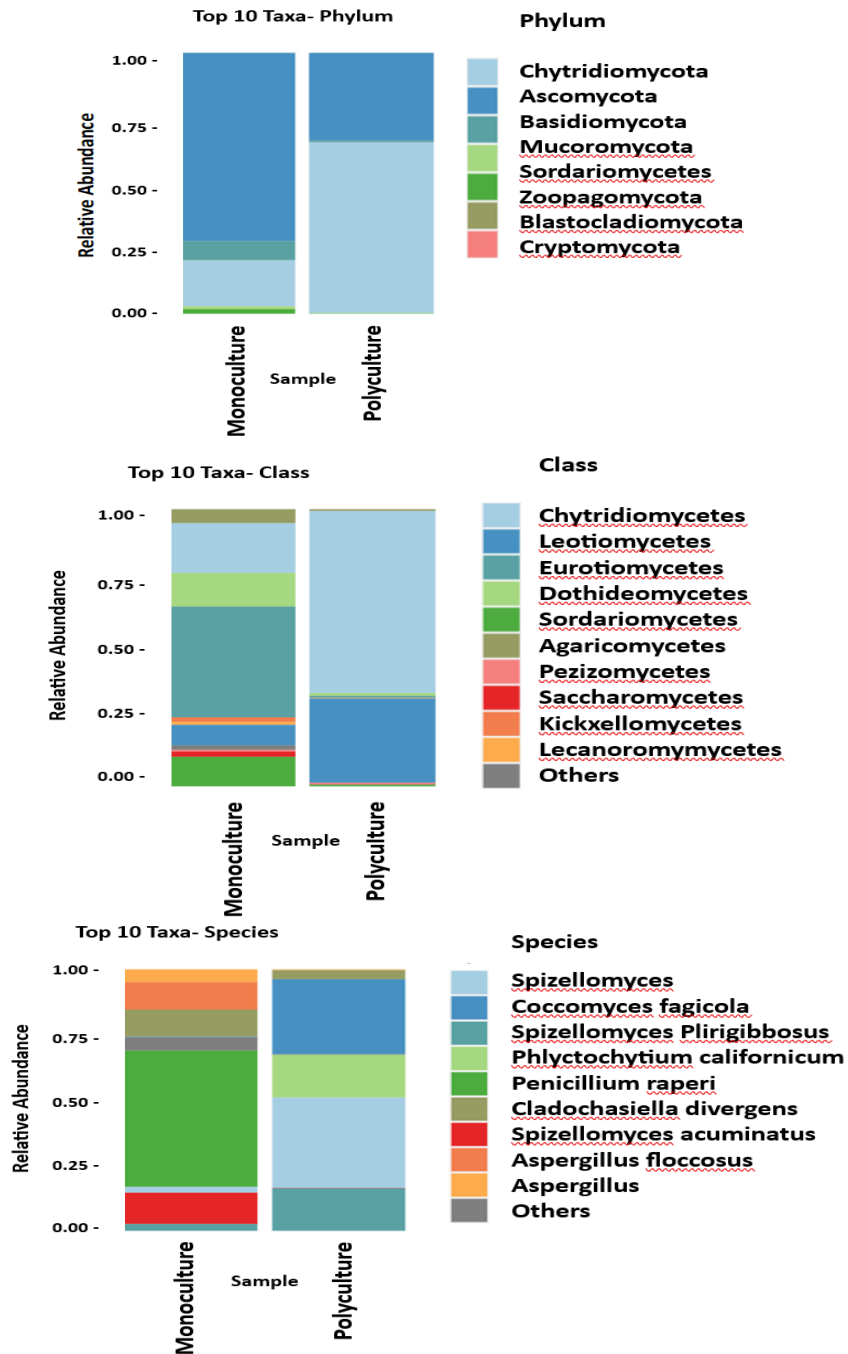 Top 10 Taxa- Phylum
Phylum
1.00 -
0.75 -
0.50 -
0.25 -
0.00 -
Relative Abundance
Monoculture
Sample
Polyculture
Chytridiomycota
Ascomycota
Basidiomycota
Mucoromycota
Sordariomycetes
Zoopagomycota
Blastocladiomycota
Cryptomycota
Top 10 Taxa- Class
Class
1.00 -
0.75 -
0.50 -
0.25 -
0.00 -
Relative Abundance
Monoculture
Sample
Polyculture
Chytridiomycetes
Leotiomycetes
Eurotiomycetes
Dothideomycetes
Sordariomycetes
Agaricomycetes
Pezizomycetes
Saccharomycetes
Kickxellomycetes
Lecanoromymycetes
Others
Top 10 Taxa- Species
Species
1.00 -
0.75 -
0.50 -
0.25 -
0.00 -
Relative Abundance
Monoculture
Sample
Polyculture
Spizellomyces
Coccomyces fagicola
Spizellomyces Plirigibbosus
Phlyctochytium californicum
Penicillium raperi
Cladochasiella divergens
Spizellomyces acuminatus
Aspergillus floccosus
Aspergillus
Others